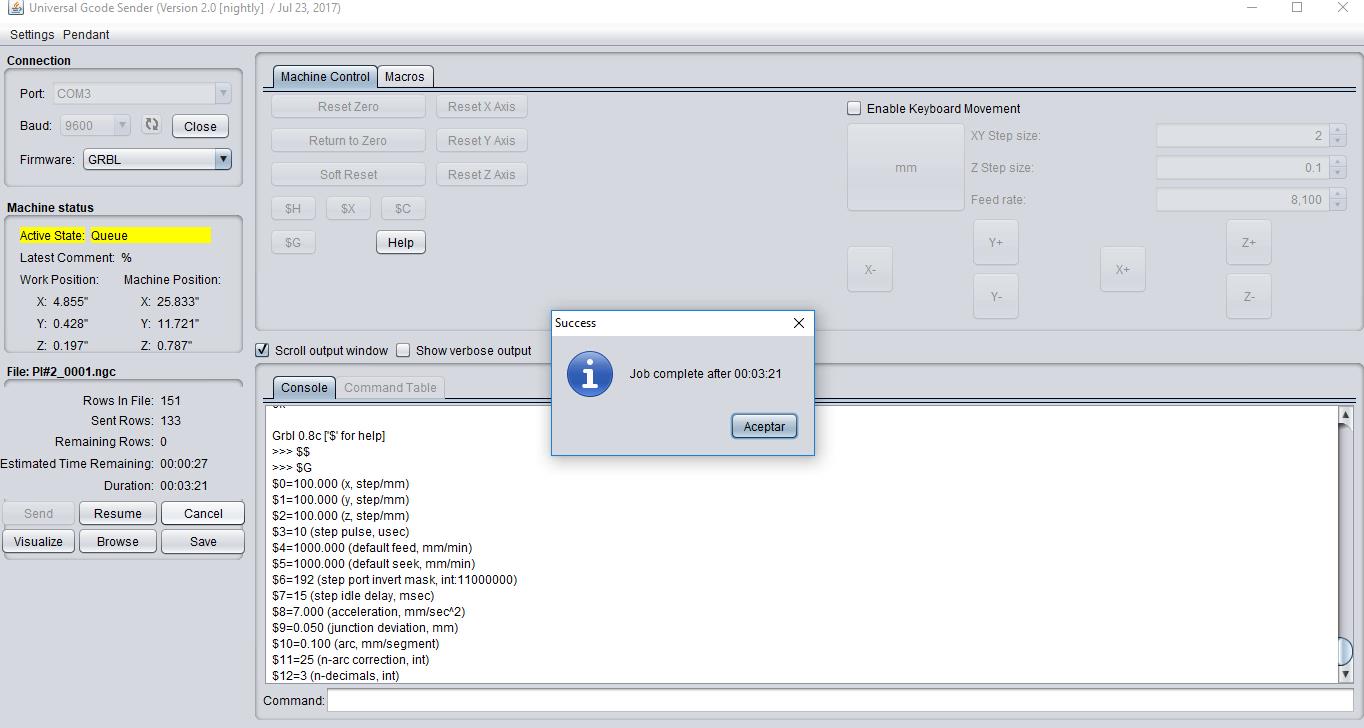 Universal Gcode Sender (Version 2.0 [nightly]  / Jul 23, 2017)
Settings Pendant
Connection
Port: COM3
Baud: 9600 Close
Firmware: GRBL
Machine status
Active State: Queue
Latest Comment: %
Work Position: Machine Position:
X: 4.855" X: 25.833"
Y: 0.428" Y: 11.721"
Z: 0.197" Z: 0.787"
File: PI#2_0001.ngc
Rows In File: 151
Sent Rows: 133
Remaining Rows: 0
Estimated Time Remaining: 00:00:27
Duration: 00:03:21
Send Resume Cancel
Visualize Browse Save
Machine Control Macros
Reset Zero Reset X Axis
Return to Zero Reset Y Axis
Soft Reset Reset Z Axis
$H $X $C
$G Help
Enable Keyboard Movement
mm
XY Step size: 2
Z Step size: 0.1
Feed rate: 8,100
Y+ Z+
X- X+
Y- Z-
Scroll output window Show verbose output
Success
Job complete after 00:03:21
Aceptar
Console Command Table
Grbl 0.8c ['$' for help]
>>> $$
>>> $G
$0=100.000 (x, step/mm)
$1=100.000 (y, step/mm)
$2=100.000 (z, step/mm)
$3=10 (step pulse, usec)
$4=1000.000 (default feed, mm/min)
$5=1000.000 (default seek, mm/min)
$6=192 (step port invert mask, int:11000000)
$7=15 (step idle delay, msec)
$8=7.000 (acceleration, mm/sec^2)
$9=0.050 (junction deviation, mm)
$10=0.100 (arc, mm/segment)
$11=25 (n-arc correction, int)
$12=3 (n-decimals, int)
Command: